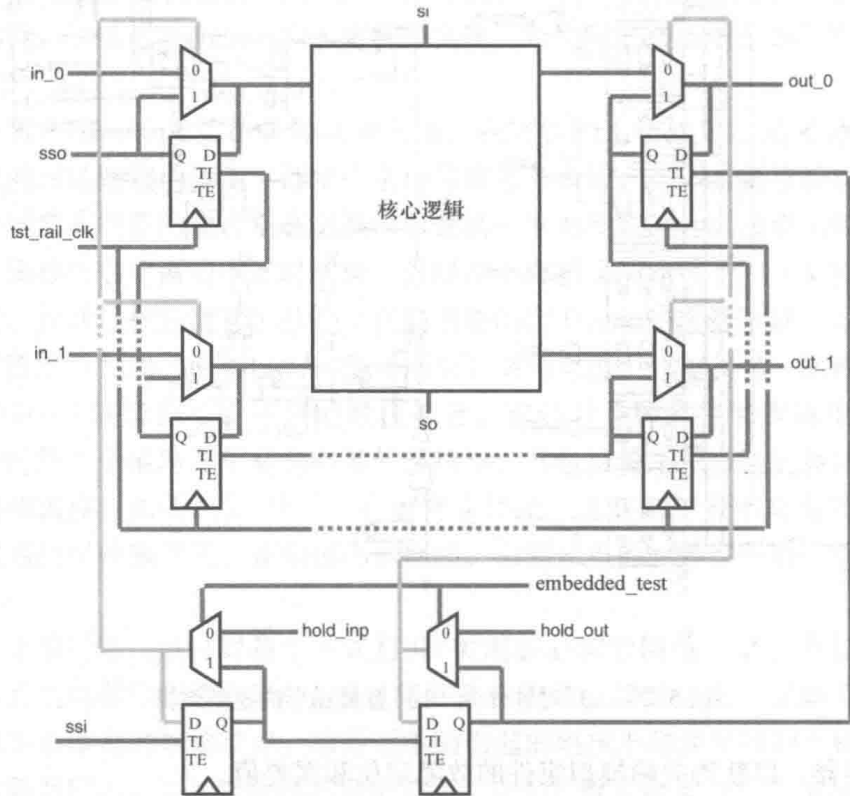 si
in_0
0
1
0
1
out_0
sso
Q D
TI
TE
Q D
TI
TE
核心逻辑
tst_rail_clk
in_1
0
1
0
1
out_1
so
Q D
TI
TE
Q D
TI
TE
embedded_test
0
1
hold_inp
0
1
hold_out
ssi
D Q
TI
TE
D Q
TI
TE